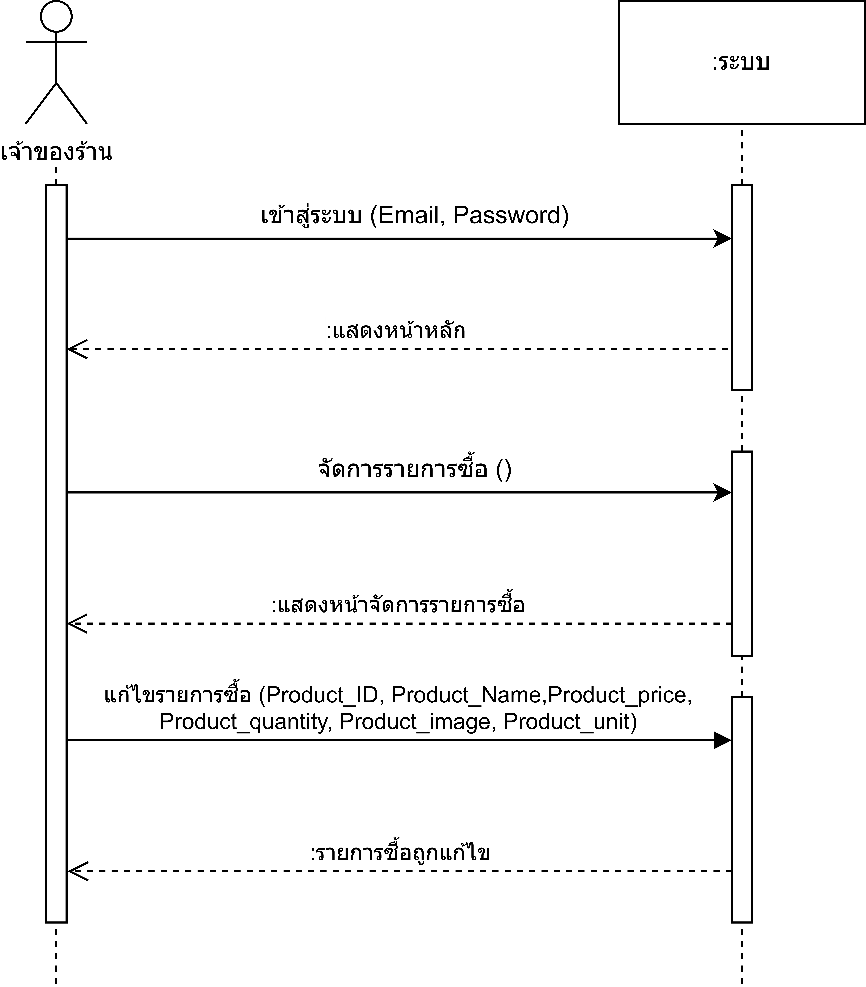 :ระบบ
เจ้าของร้าน
เข้าสู่ระบบ (Email, Password)
:แสดงหน้าหลัก
จัดการรายการซื้อ ()
:แสดงหน้าจัดการรายการซื้อ
แก้ไขรายการซื้อ (Product_ID, Product_Name,Product_price,
Product_quantity, Product_image, Product_unit)
:รายการซื้อถูกแก้ไข